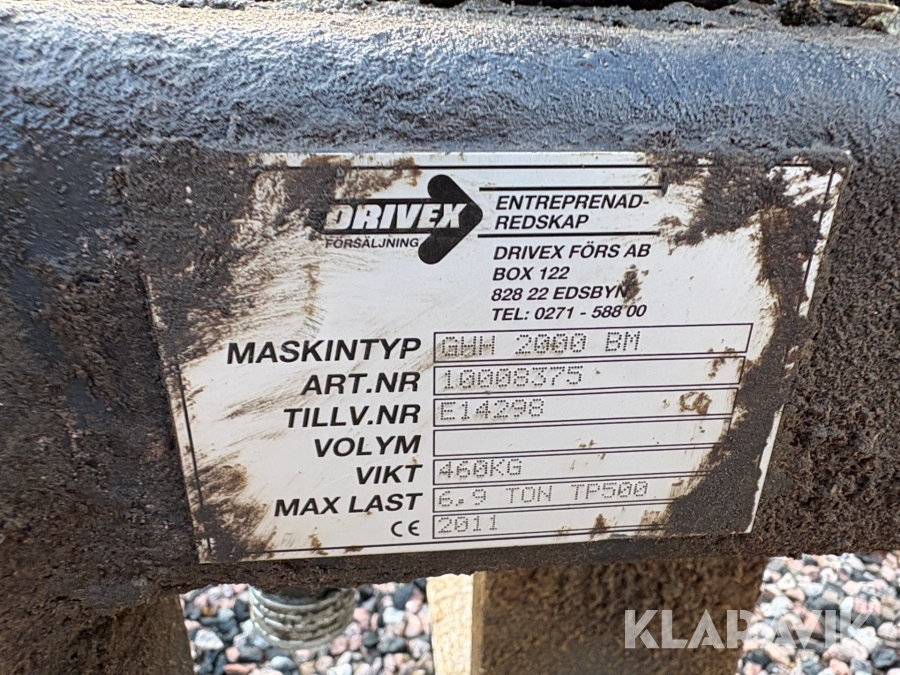 DRIVEX
FÖRSÄLJNING
ENTREPRENAD-
REDSKAP
DRIVEX FÖRS AB
BOX 122
828 22 EDSBYN
TEL: 0271 - 588 00
MASKINTYP GHH 2000 BM
ART.NR 10008375
TILLV.NR E14298
VOLYM
VIKT 460KG
MAX LAST 6,9 TON TP500
CE 2011
KLARAVIK